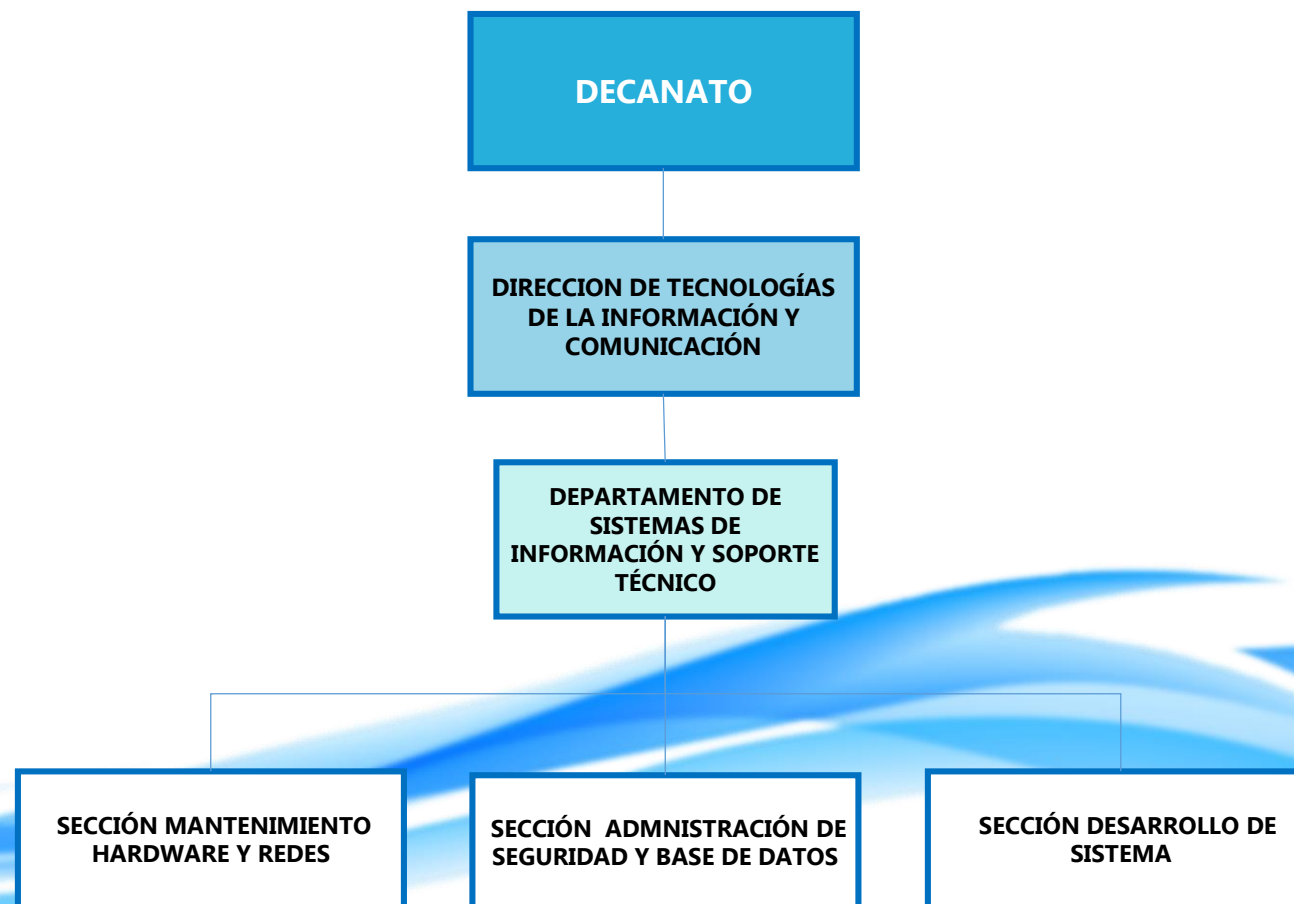 DECANATO
DIRECCION DE TECNOLOGÍAS
DE LA INFORMACIÓN Y
COMUNICACIÓN
DEPARTAMENTO DE
SISTEMAS DE
INFORMACIÓN Y SOPORTE
TÉCNICO
SECCIÓN MANTENIMIENTO
HARDWARE Y REDES
SECCIÓN ADMNISTRACIÓN DE
SEGURIDAD Y BASE DE DATOS
SECCIÓN DESARROLLO DE
SISTEMA